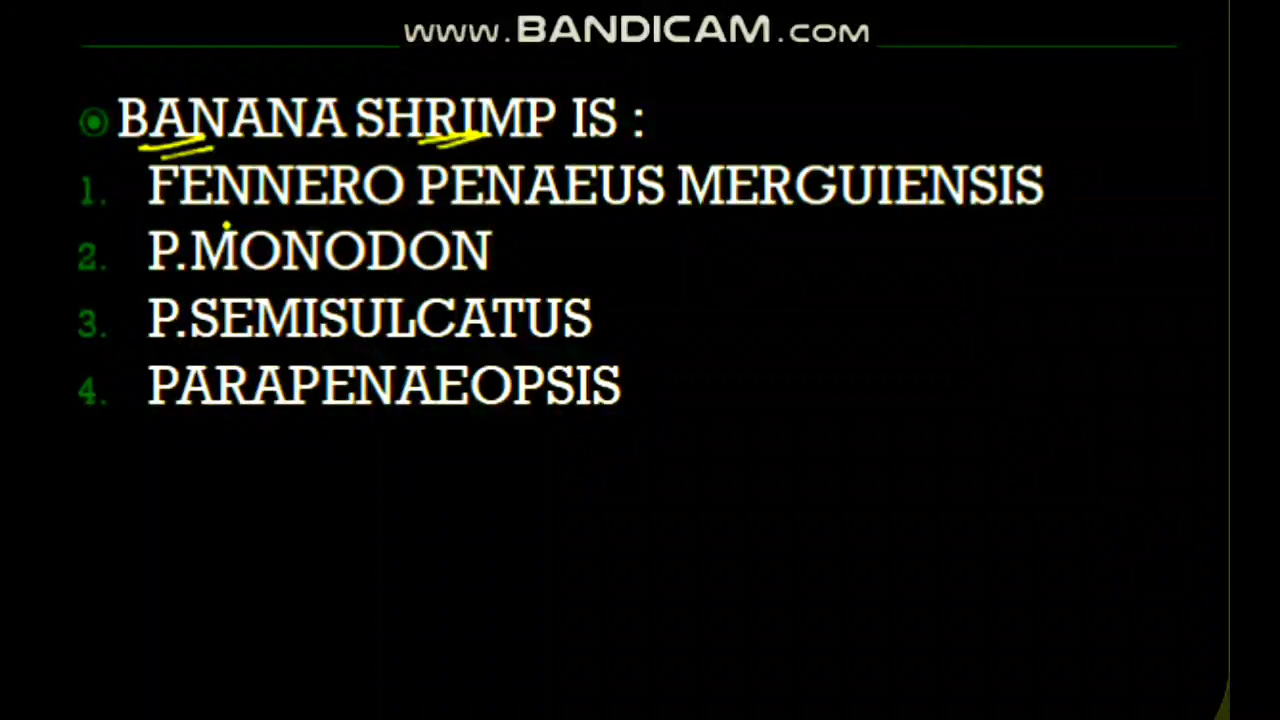 www.BANDICAM.com
BANANA SHRIMP IS :
1. FENNERO PENAEUS MERGUIENSIS
2. P.MONODON
3. P.SEMISULCATUS
4. PARAPENAEOPSIS